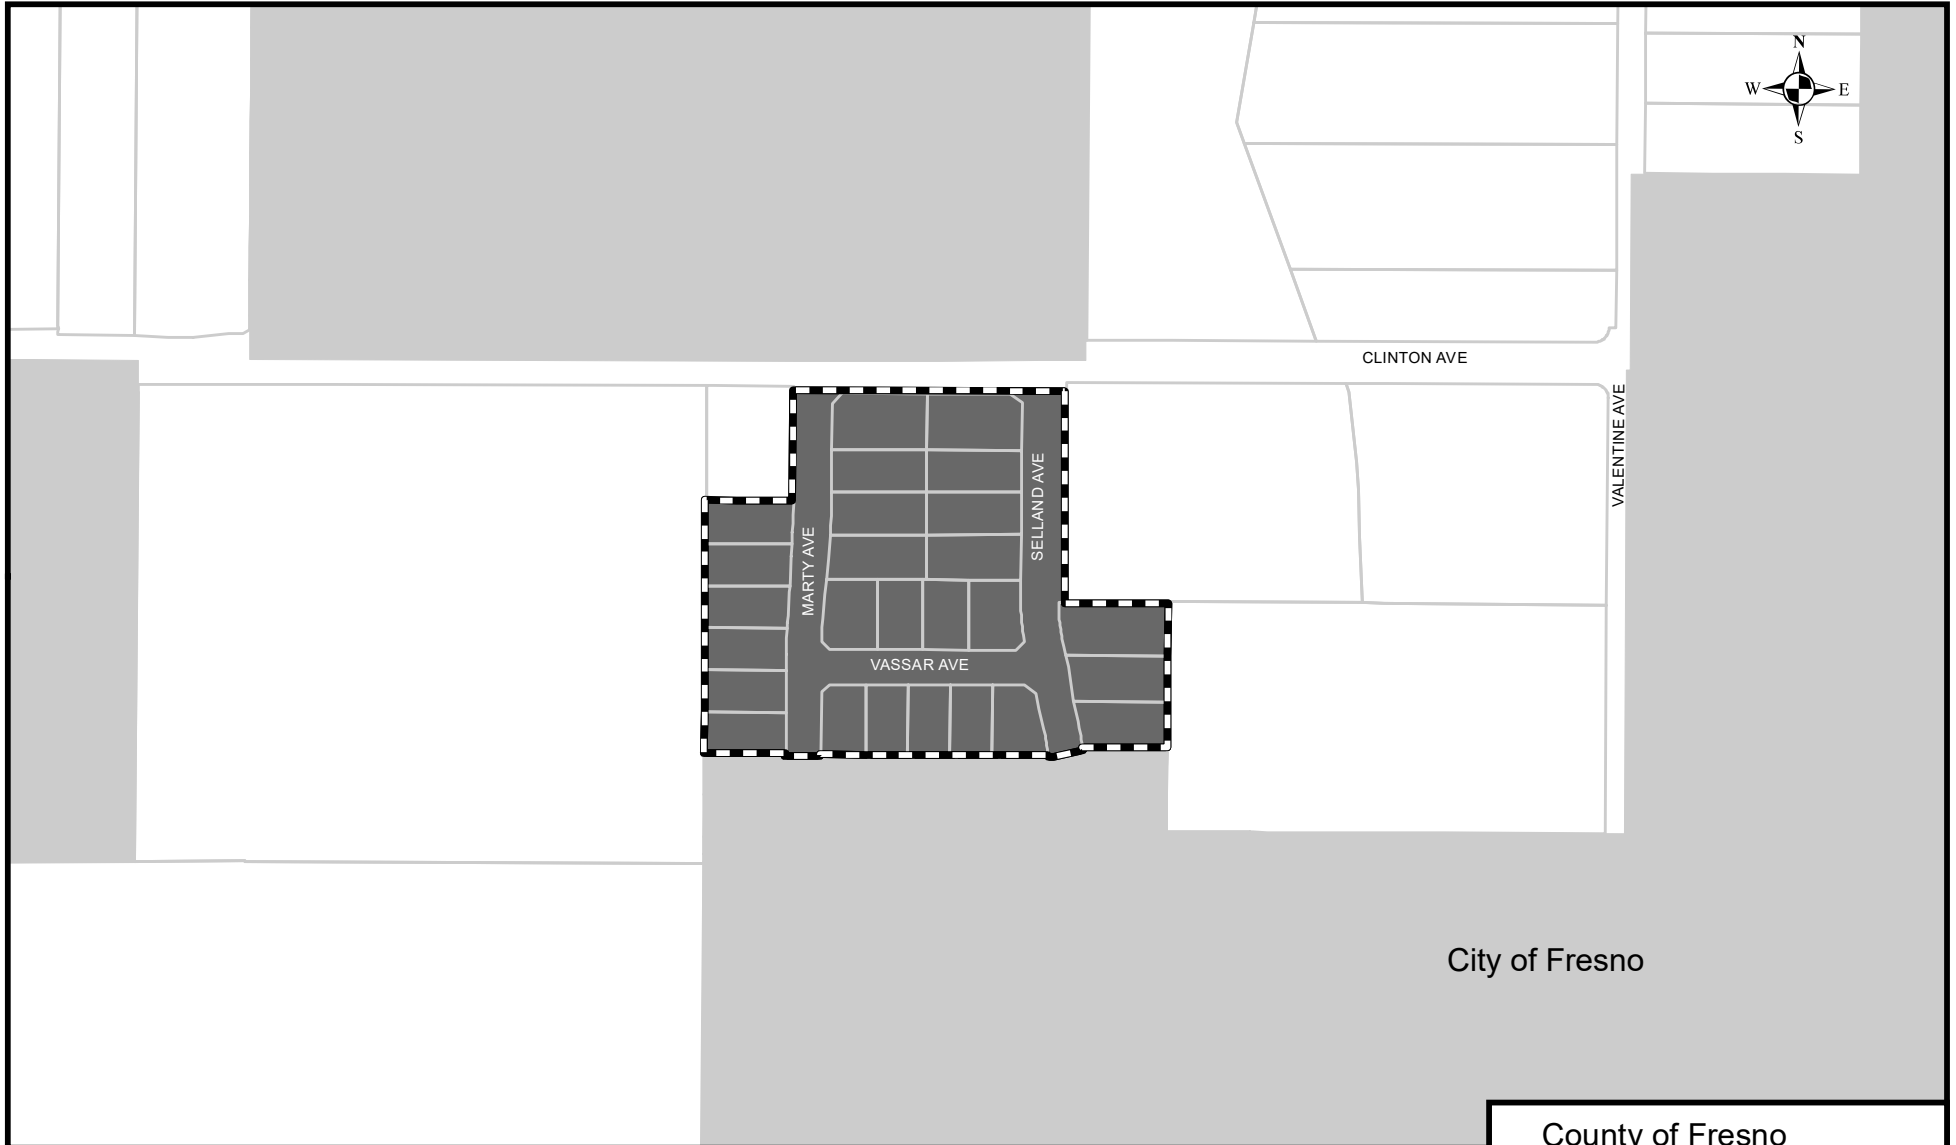 N
W E
S
CLINTON AVE
VALENTINE AVE
SELLAND AVE
MARTY AVE
VASSAR AVE
City of Fresno
County of Fresno